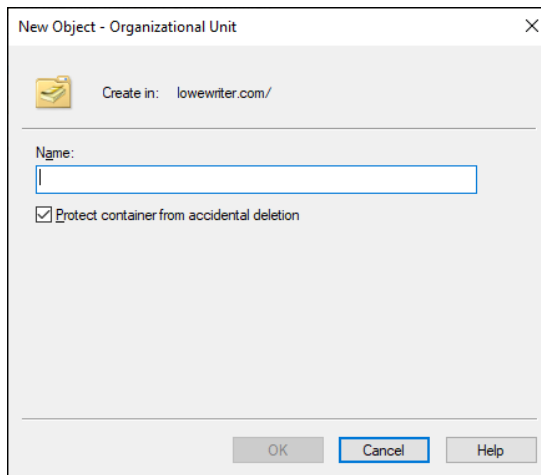 New Object - Organizational Unit
Create in: lowewriter.com/
Name:
Protect container from accidental deletion
OK Cancel Help